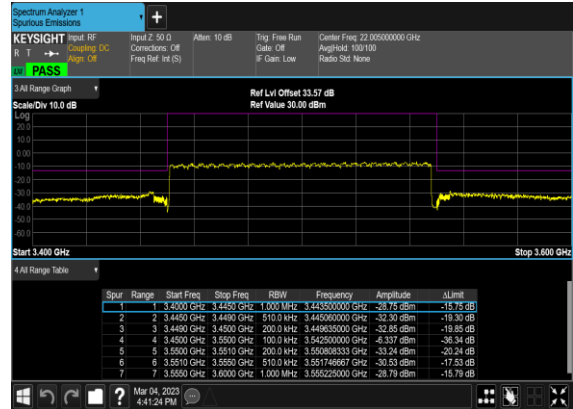 Spectrum Analyzer 1
Spurious Emissions
+
KEYSIGHT Input: RF Input Z: 50 Ω Atten: 10 dB Trig: Free Run Center Freq: 22.005000000 GHz
R T Coupling: DC Corrections: Off Gate: Off Avg|Hold: 100/100
Align: Off Freq Ref: Int (S) IF Gain: Low Radio Std: None
PASS
3 All Range Graph
Ref Lvl Offset 33.57 dB
Scale/Div 10.0 dB Ref Value 30.00 dBm
Log
20.0
10.0
0.00
-10.0
-20.0
-30.0
-40.0
-50.0
-60.0
Start 3.400 GHz Stop 3.600 GHz
4 All Range Table
Spur Range Start Freq Stop Freq RBW Frequency Amplitude ΔLimit
1 1 3.4000 GHz 3.4450 GHz 1.000 MHz 3.443500000 GHz -28.75 dBm -15.75 dB
2 2 3.4450 GHz 3.4490 GHz 510.0 kHz 3.445060000 GHz -32.30 dBm -19.30 dB
3 3 3.4490 GHz 3.4500 GHz 200.0 kHz 3.449635000 GHz -32.85 dBm -19.85 dB
4 4 3.4500 GHz 3.5500 GHz 100.0 kHz 3.542500000 GHz -6.337 dBm -36.34 dB
5 5 3.5500 GHz 3.5510 GHz 200.0 kHz 3.550808333 GHz -33.24 dBm -20.24 dB
6 6 3.5510 GHz 3.5550 GHz 510.0 kHz 3.551746667 GHz -30.53 dBm -17.53 dB
7 7 3.5550 GHz 3.6000 GHz 1.000 MHz 3.555225000 GHz -28.79 dBm -15.79 dB
? Mar 04, 2023
4:41:24 PM